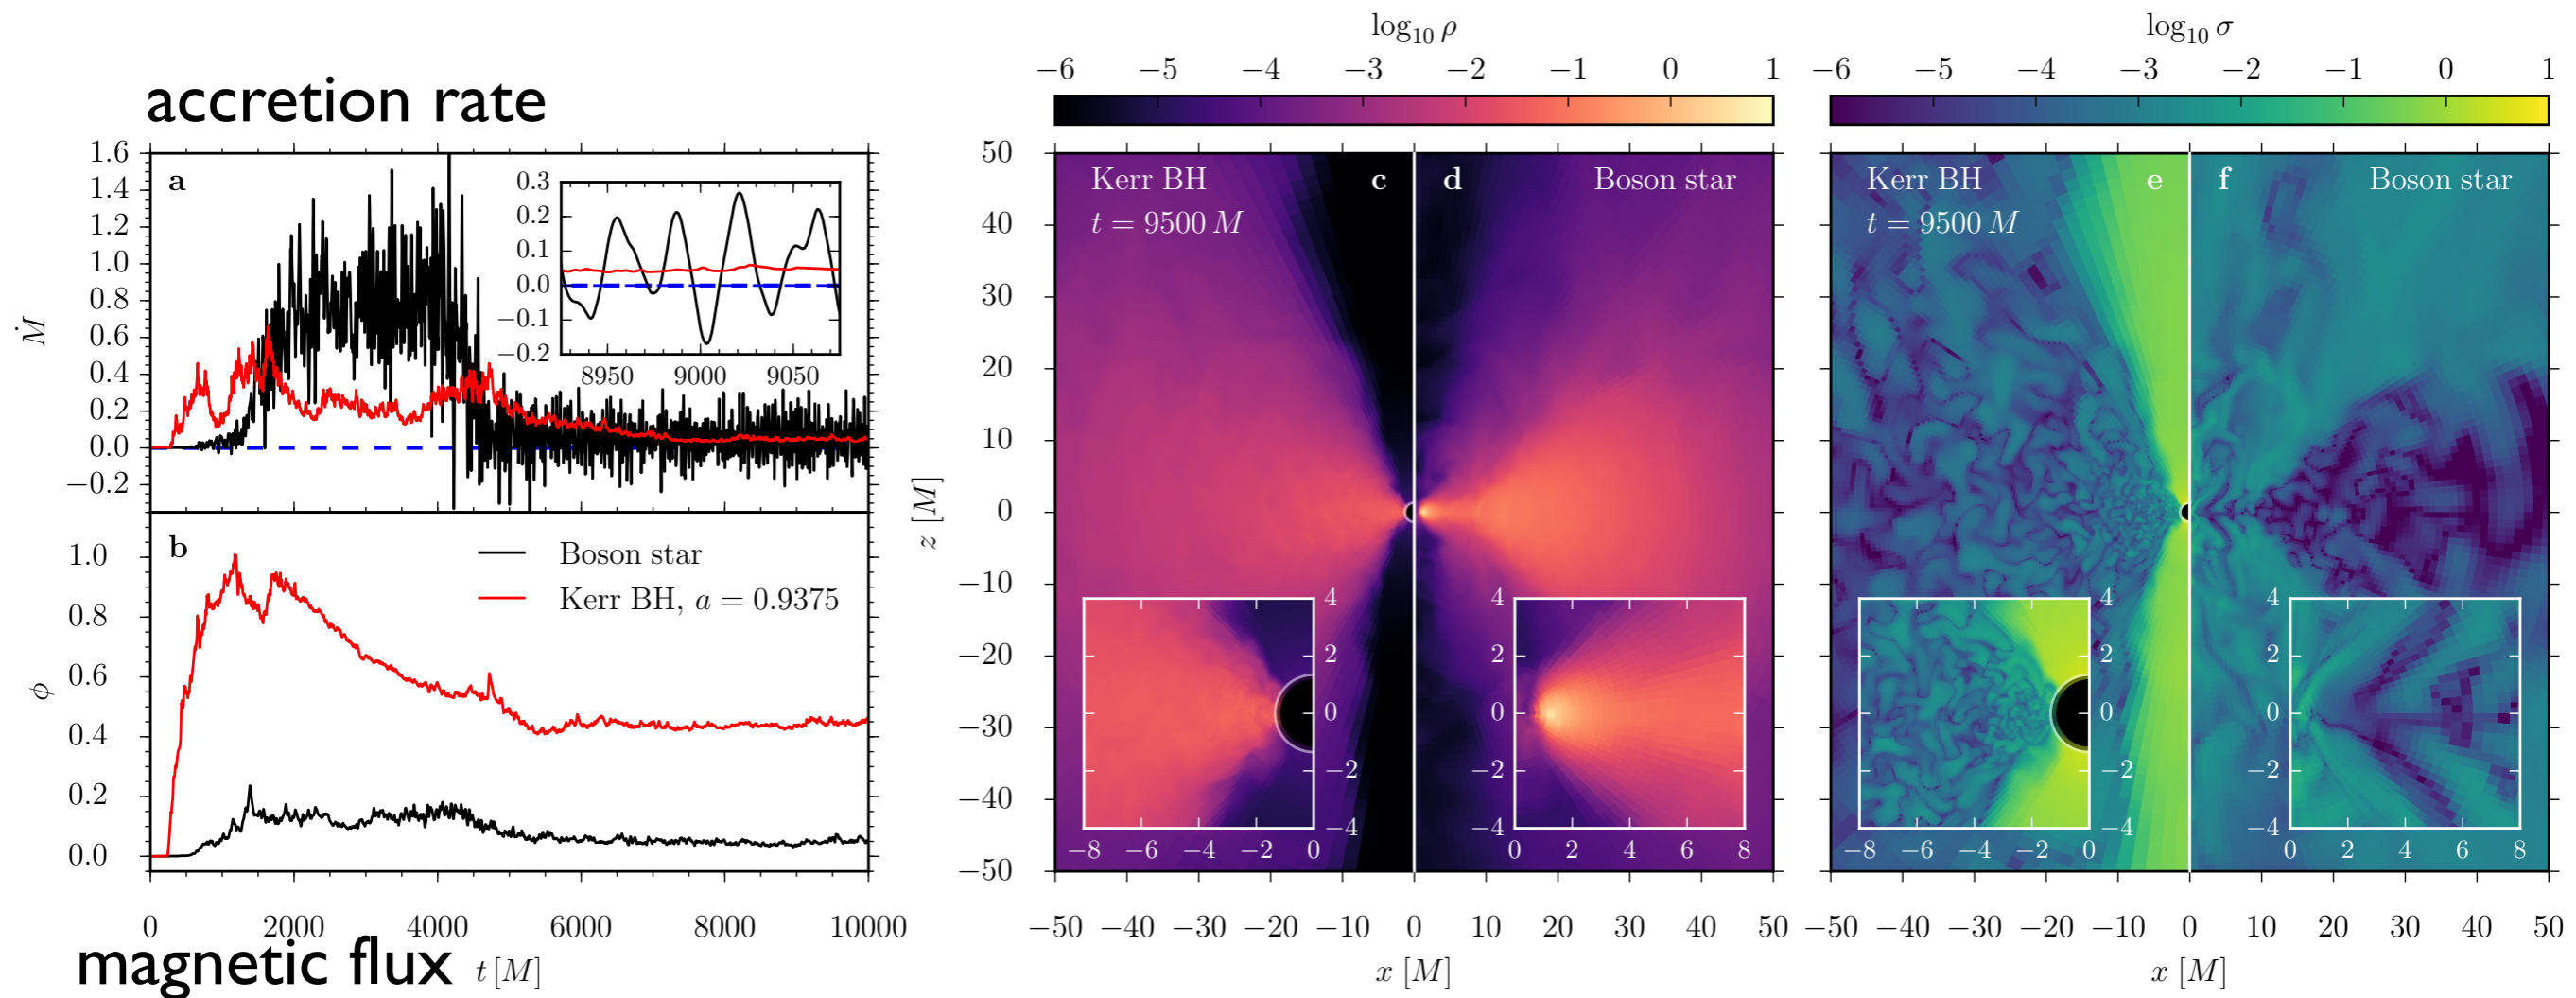 accretion rate
1.6
1.4
1.2
1.0
0.8
0.6
0.4
0.2
0.0
−0.2
Ṁ
a
0.3
0.2
0.1
0.0
−0.1
−0.2
8950 9000 9050
b
Boson star
Kerr BH, a = 0.9375
1.0
0.8
0.6
0.4
0.2
0.0
ϕ
0 2000 4000 6000 8000 10000
magnetic flux t [M]
log₁₀ ρ
−6 −5 −4 −3 −2 −1 0 1
Kerr BH c d Boson star
t = 9500 M
50
40
30
20
10
0
−10
−20
−30
−40
−50
z [M]
4
2
0
−2
−4
−8 −6 −4 −2 0
2
0
−2
−4
0 2 4 6 8
−50 −40 −30 −20 −10 0 10 20 30 40 50
x [M]
log₁₀ σ
−6 −5 −4 −3 −2 −1 0 1
Kerr BH e f Boson star
t = 9500 M
4
2
0
−2
−4
−8 −6 −4 −2 0
2
0
−2
−4
0 2 4 6 8
−50 −40 −30 −20 −10 0 10 20 30 40 50
x [M]